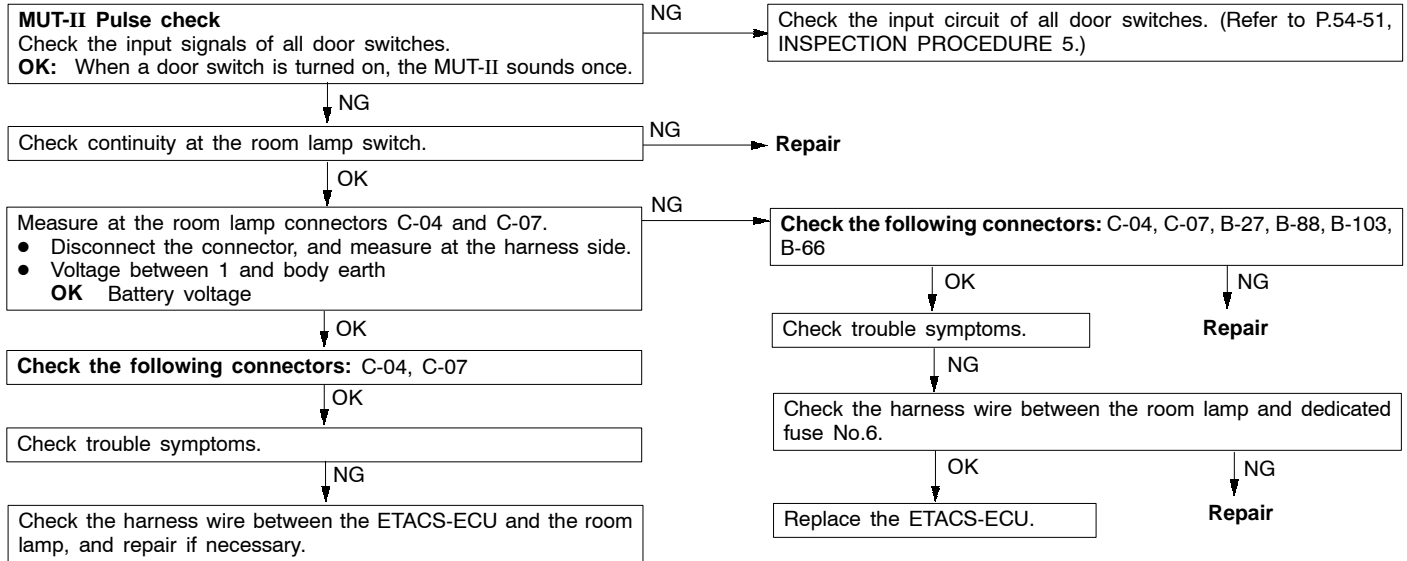 MUT-II Pulse check
Check the input signals of all door switches.
OK: When a door switch is turned on, the MUT-II sounds once.
NG
Check the input circuit of all door switches. (Refer to P.54-51,
INSPECTION PROCEDURE 5.)
NG
Check continuity at the room lamp switch.
NG
Repair
OK
Measure at the room lamp connectors C-04 and C-07.
● Disconnect the connector, and measure at the harness side.
● Voltage between 1 and body earth
OK Battery voltage
NG
Check the following connectors: C-04, C-07, B-27, B-88, B-103,
B-66
OK
NG
Check trouble symptoms.
Repair
OK
Check the following connectors: C-04, C-07
NG
OK
Check the harness wire between the room lamp and dedicated
fuse No.6.
Check trouble symptoms.
OK
NG
NG
Replace the ETACS-ECU.
Repair
Check the harness wire between the ETACS-ECU and the room
lamp, and repair if necessary.